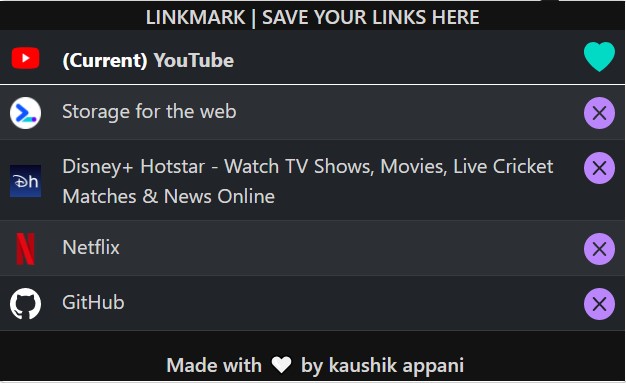 LINKMARK | SAVE YOUR LINKS HERE
(Current) YouTube
Storage for the web
Disney+ Hotstar - Watch TV Shows, Movies, Live Cricket
Matches & News Online
Netflix
GitHub
Made with ❤ by kaushik appani